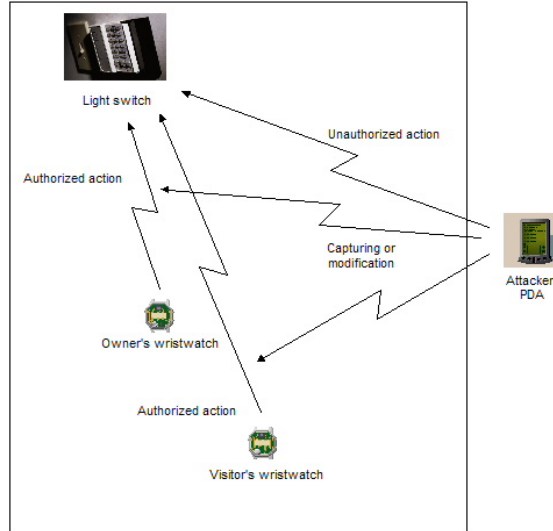 Light switch
Unauthorized action
Authorized action
Capturing or
modification
Attacker
PDA
Owner's wristwatch
Authorized action
Visitor's wristwatch